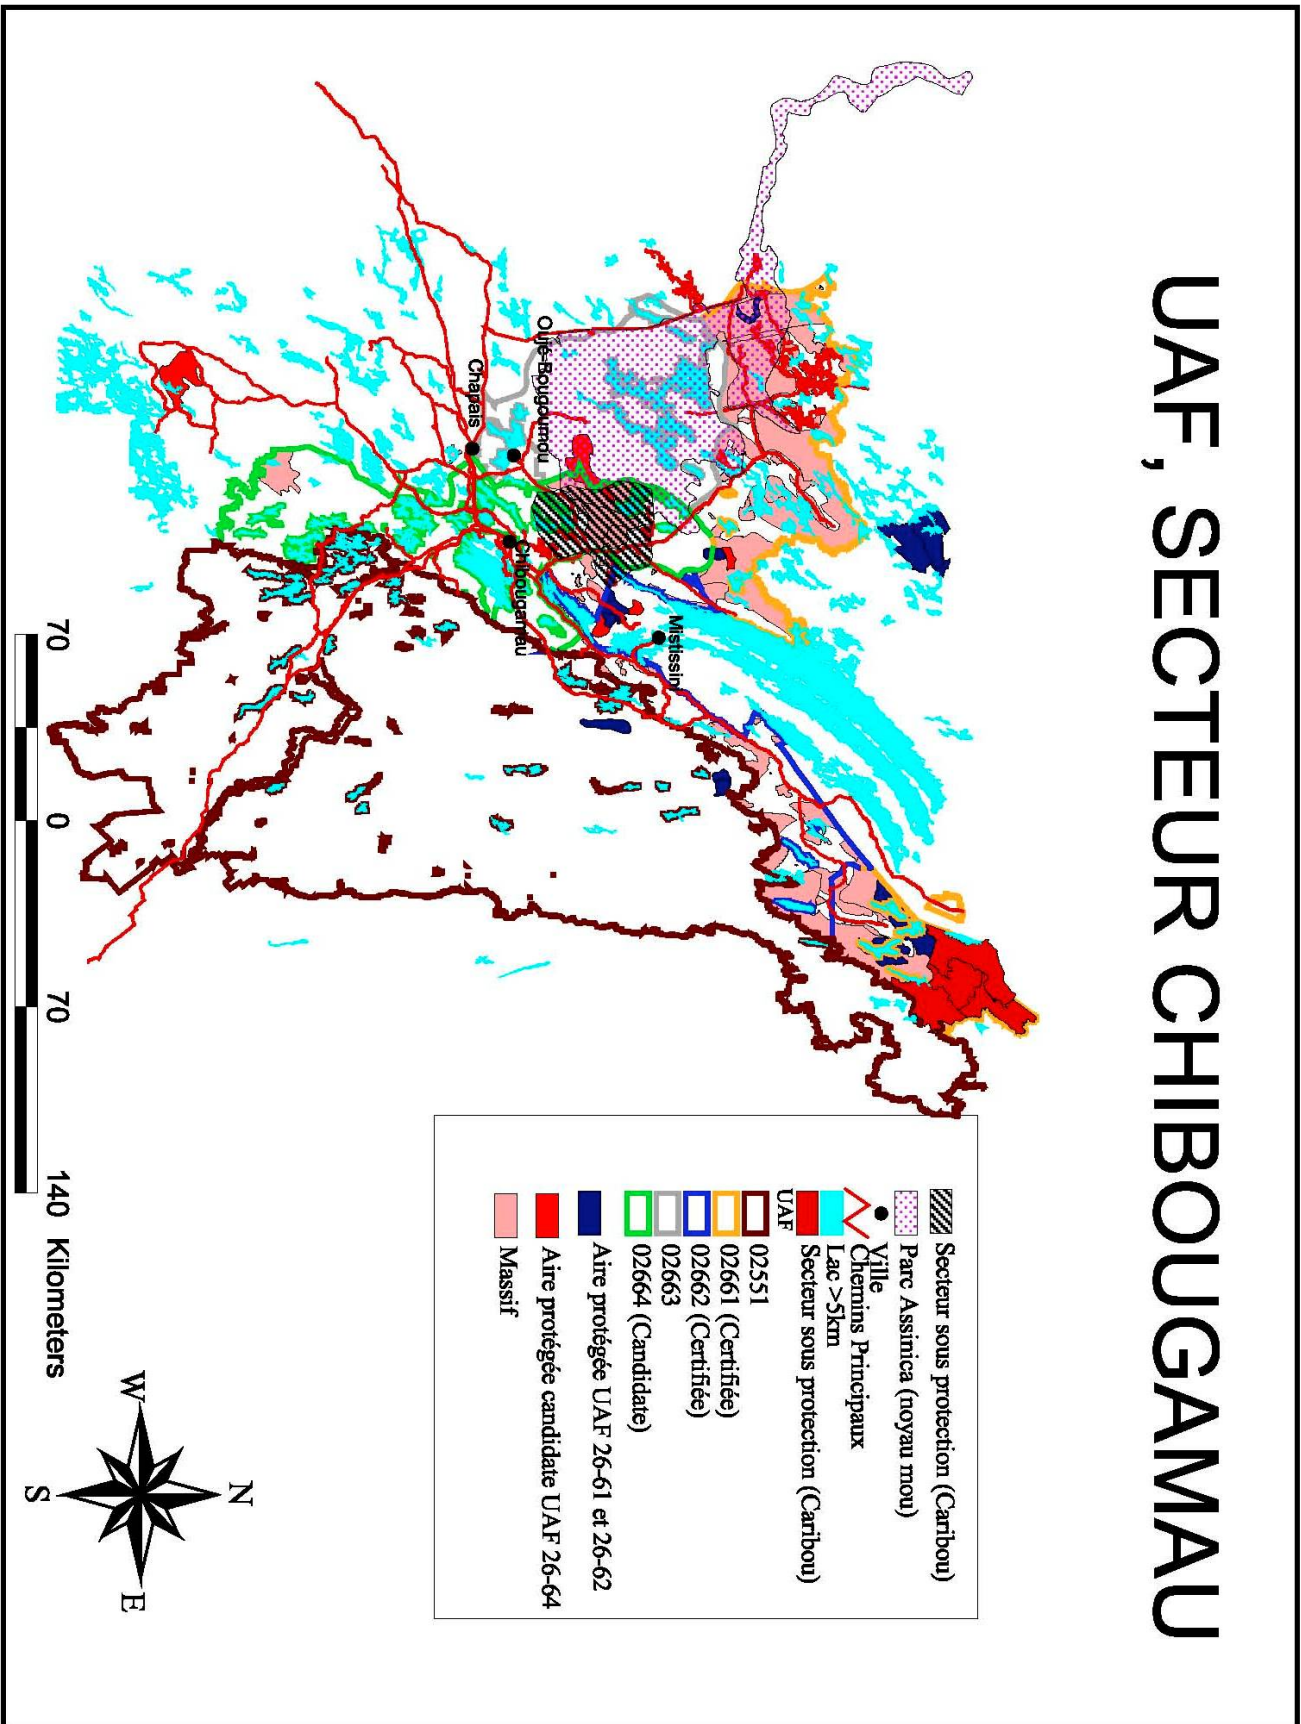 UAF, SECTEUR CHIBOUGAMAU
Mistissini
Oujé-Bougoumou
Chibougamau
Chapais
Secteur sous protection (Caribou)
Parc Assinica (noyau mou)
Ville
Chemins Principaux
Lac >5km
Secteur sous protection (Caribou)
UAF
02551
02661 (Certifiée)
02662 (Certifiée)
02663
02664 (Candidate)
Aire protégée UAF 26-61 et 26-62
Aire protégée candidate UAF 26-64
Massif
70 0 70 140 Kilometers
N
W E
S